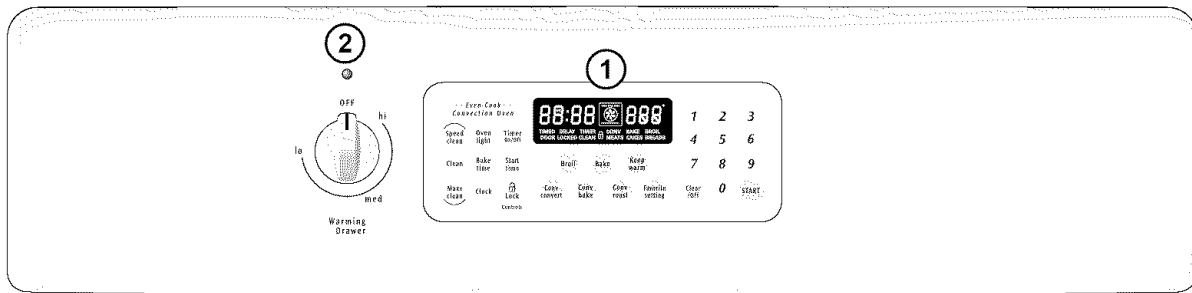 2
1
OFF
hi
lo
med
Warming
Drawer
Even-Cook
Convection Oven
88:88 888°
TIMED DELAY TIMER CONV BAKE BROIL
DOOR LOCKED CLEAN MEATS CAKES BREADS
Speed clean
Oven light
Timer on/off
Clean
Bake time
Start time
Maxx clean
Clock
Lock
Controls
Broil
Bake
Keep warm
Conv. convert
Conv. bake
Conv. roast
Favorite setting
1 2 3
4 5 6
7 8 9
Clear /off
0
START